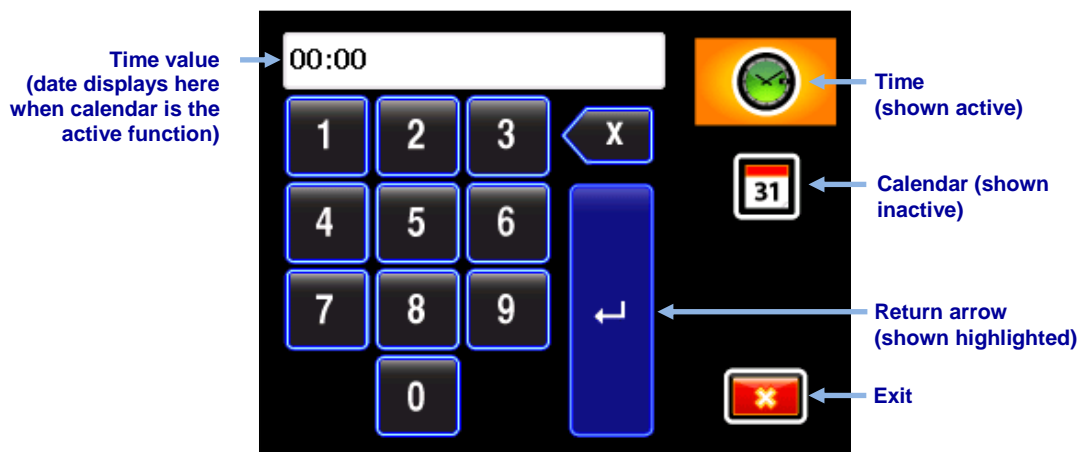 Time value
(date displays here
when calendar is the
active function)
00:00
1 2 3 X
4 5 6
7 8 9
0
31
Time
(shown active)
Calendar (shown
inactive)
Return arrow
(shown highlighted)
Exit